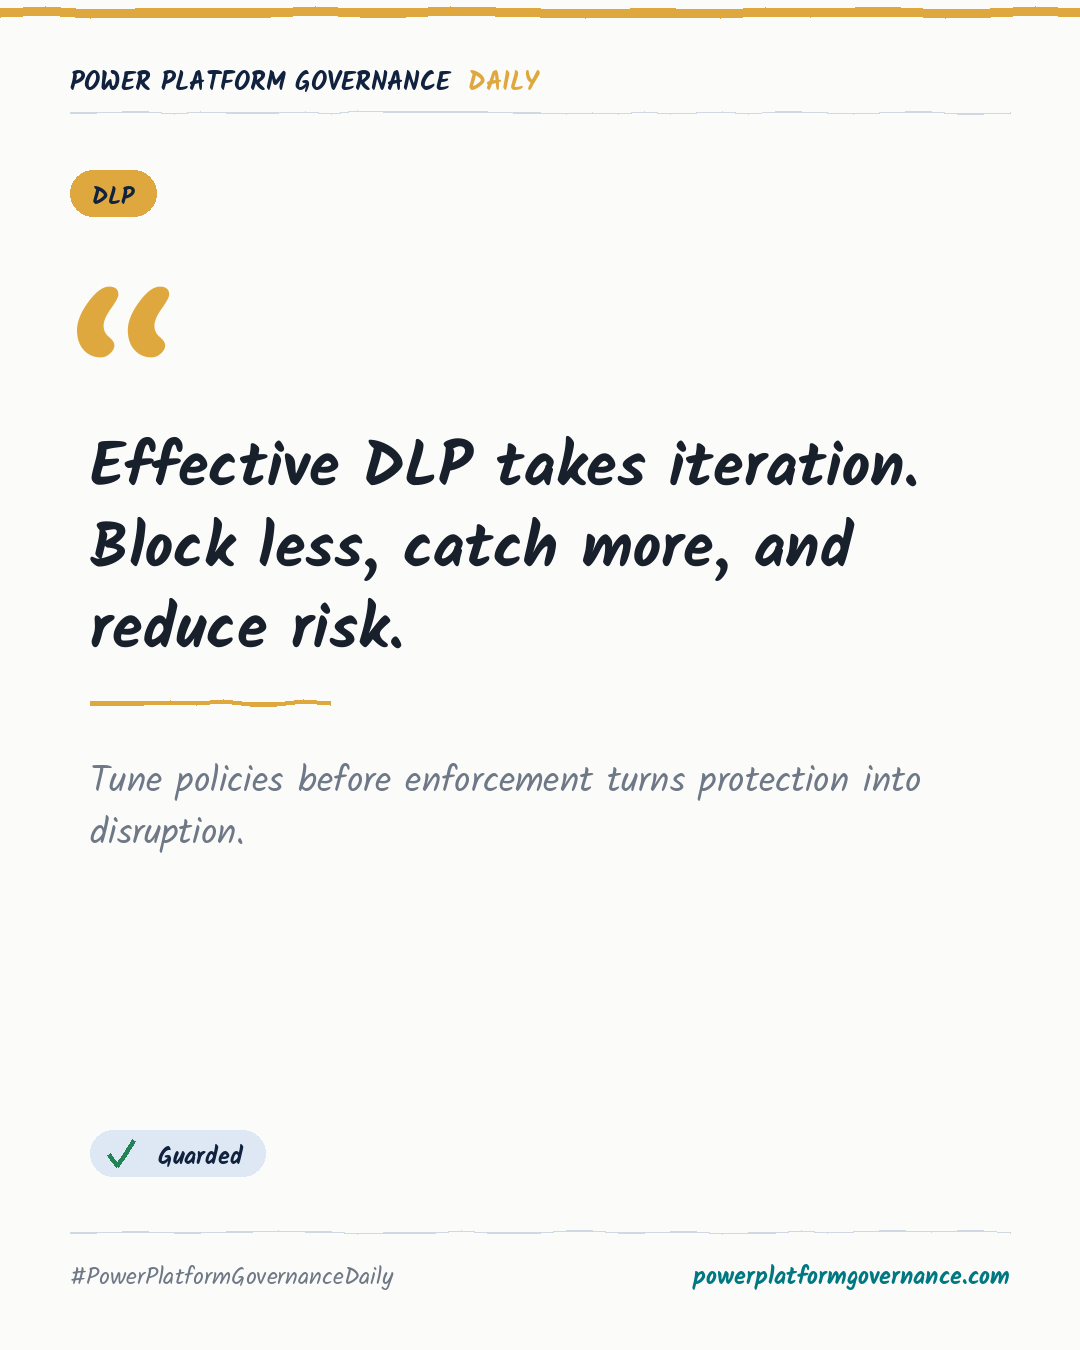 POWER PLATFORM GOVERNANCE DAILY
DLP
“
Effective DLP takes iteration.
Block less, catch more, and
reduce risk.
Tune policies before enforcement turns protection into
disruption.
Guarded
#PowerPlatformGovernanceDaily powerplatformgovernance.com